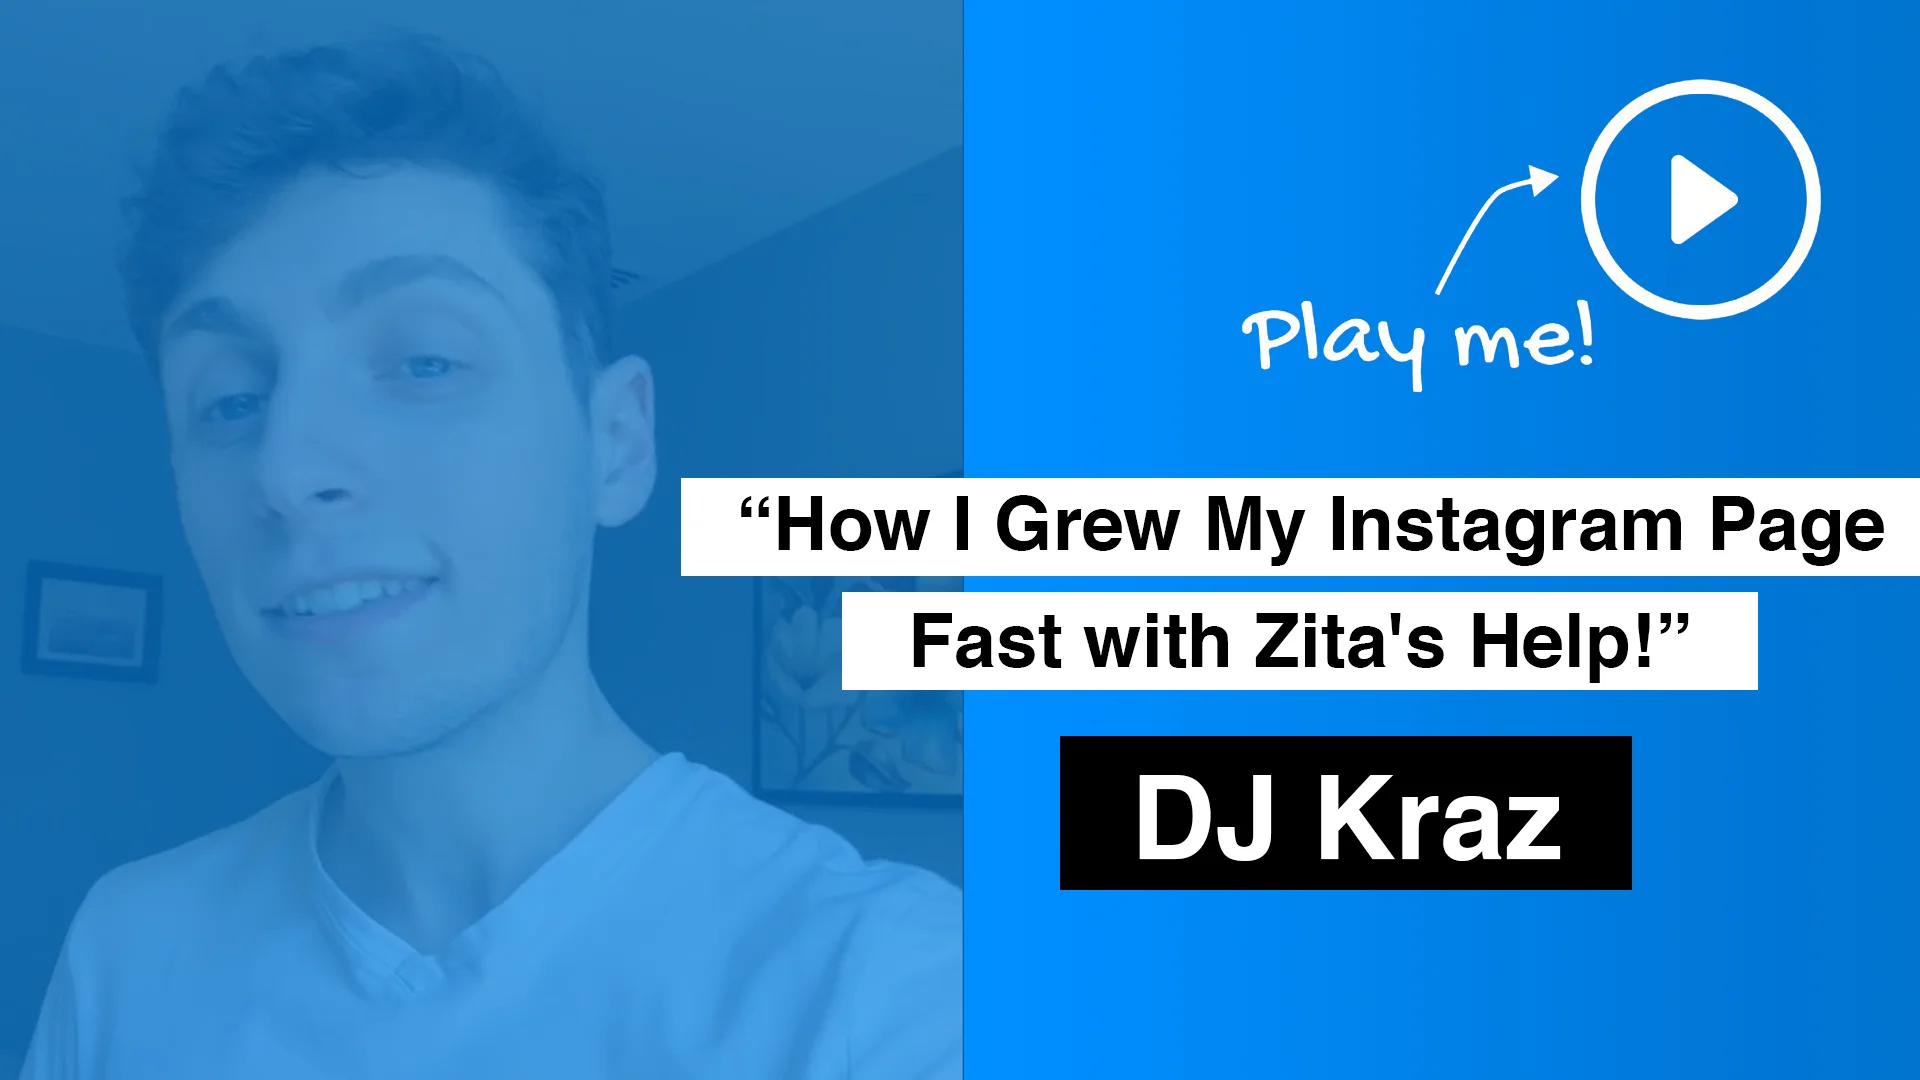 Play me!
“How I Grew My Instagram Page
Fast with Zita's Help!”
DJ Kraz